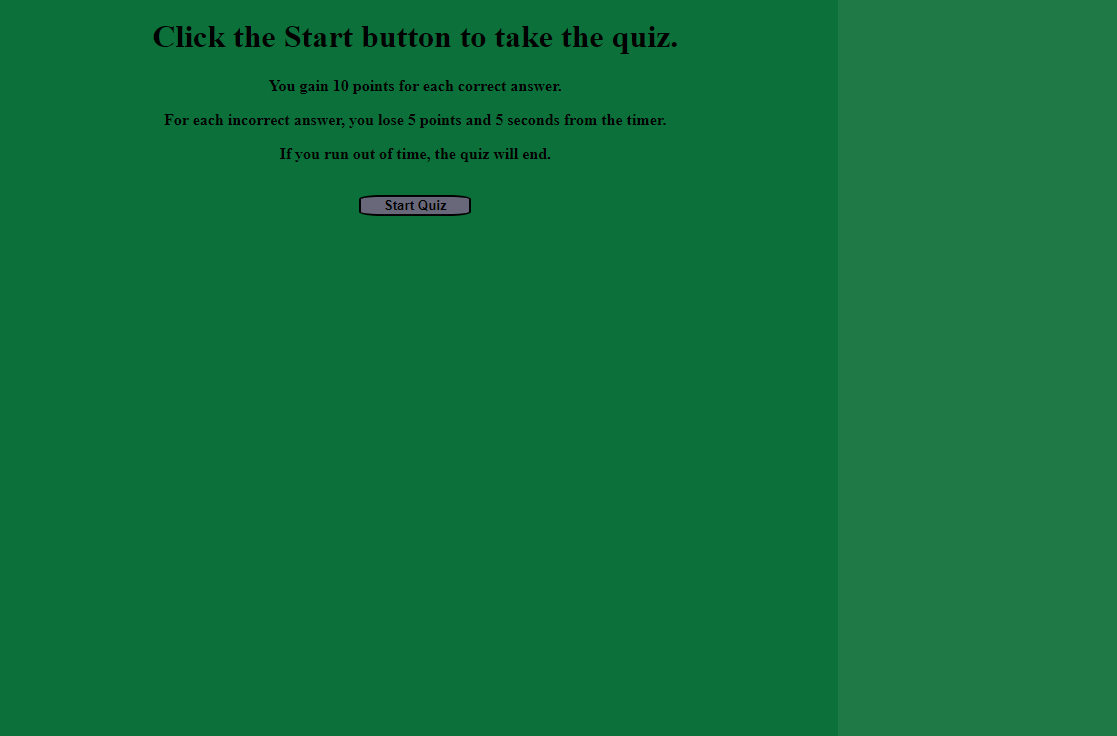 Click the Start button to take the quiz.
You gain 10 points for each correct answer.
For each incorrect answer, you lose 5 points and 5 seconds from the timer.
If you run out of time, the quiz will end.
Start Quiz